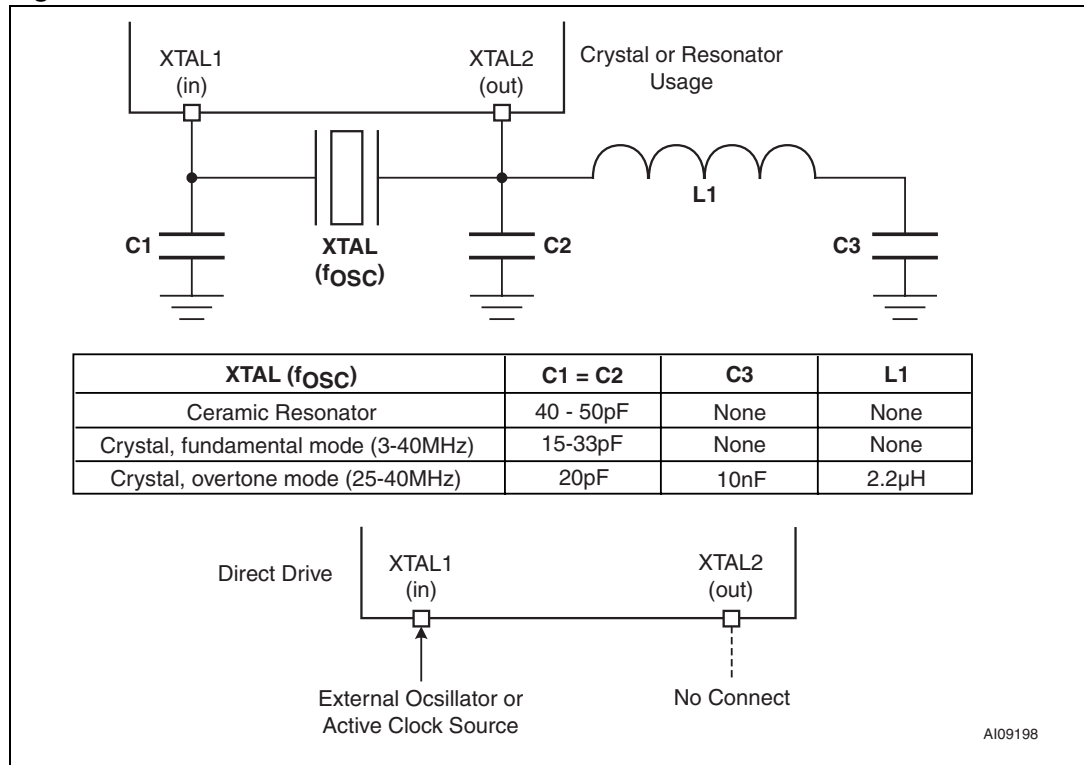 XTAL1
(in)
XTAL2
(out)
Crystal or Resonator
Usage
L1
C1
XTAL
(fOSC)
C2
C3
XTAL (fOSC) C1 = C2 C3 L1
Ceramic Resonator 40 - 50pF None None
Crystal, fundamental mode (3-40MHz) 15-33pF None None
Crystal, overtone mode (25-40MHz) 20pF 10nF 2.2µH
Direct Drive
XTAL1
(in)
XTAL2
(out)
External Ocsillator or
Active Clock Source
No Connect
AI09198